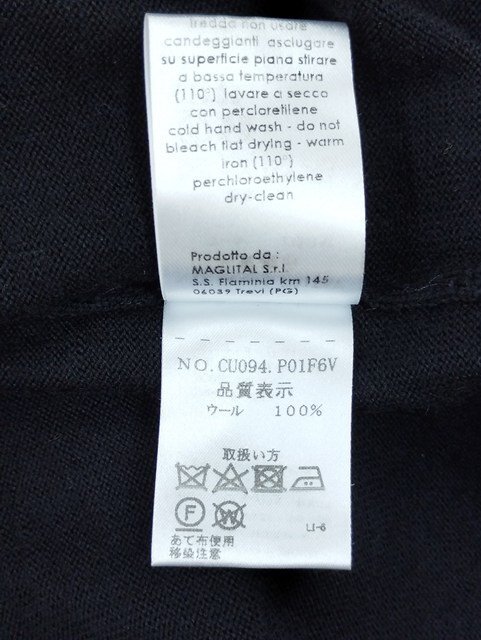 fredda non usare
candeggianti asciugare
su superficie piana stirare
a bassa temperatura
(110°) lavare a secco
con percloretilene
cold hand wash - do not
bleach flat drying - warm
iron (110°)
perchloroethylene
dry-clean
Prodotto da :
MAGLITAL S.r.l
S.S. Flaminia km 145
06039 Trevi (PG)
NO.CU094.P01F6V
品質表示
ウール 100%
取扱い方
F W
LI-6
あて布使用
移染注意